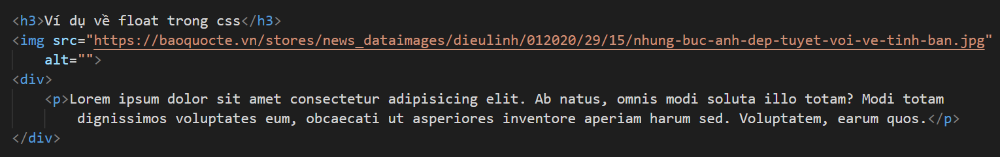 <h3>Ví dụ về float trong css</h3>
<img src="https://baoquocte.vn/stores/news_dataimages/dieulinh/012020/29/15/nhung-buc-anh-dep-tuyet-voi-ve-tinh-ban.jpg"
alt="">
<div>
<p>Lorem ipsum dolor sit amet consectetur adipisicing elit. Ab natus, omnis modi soluta illo totam? Modi totam
dignissimos voluptates eum, obcaecati ut asperiores inventore aperiam harum sed. Voluptatem, earum quos.</p>
</div>